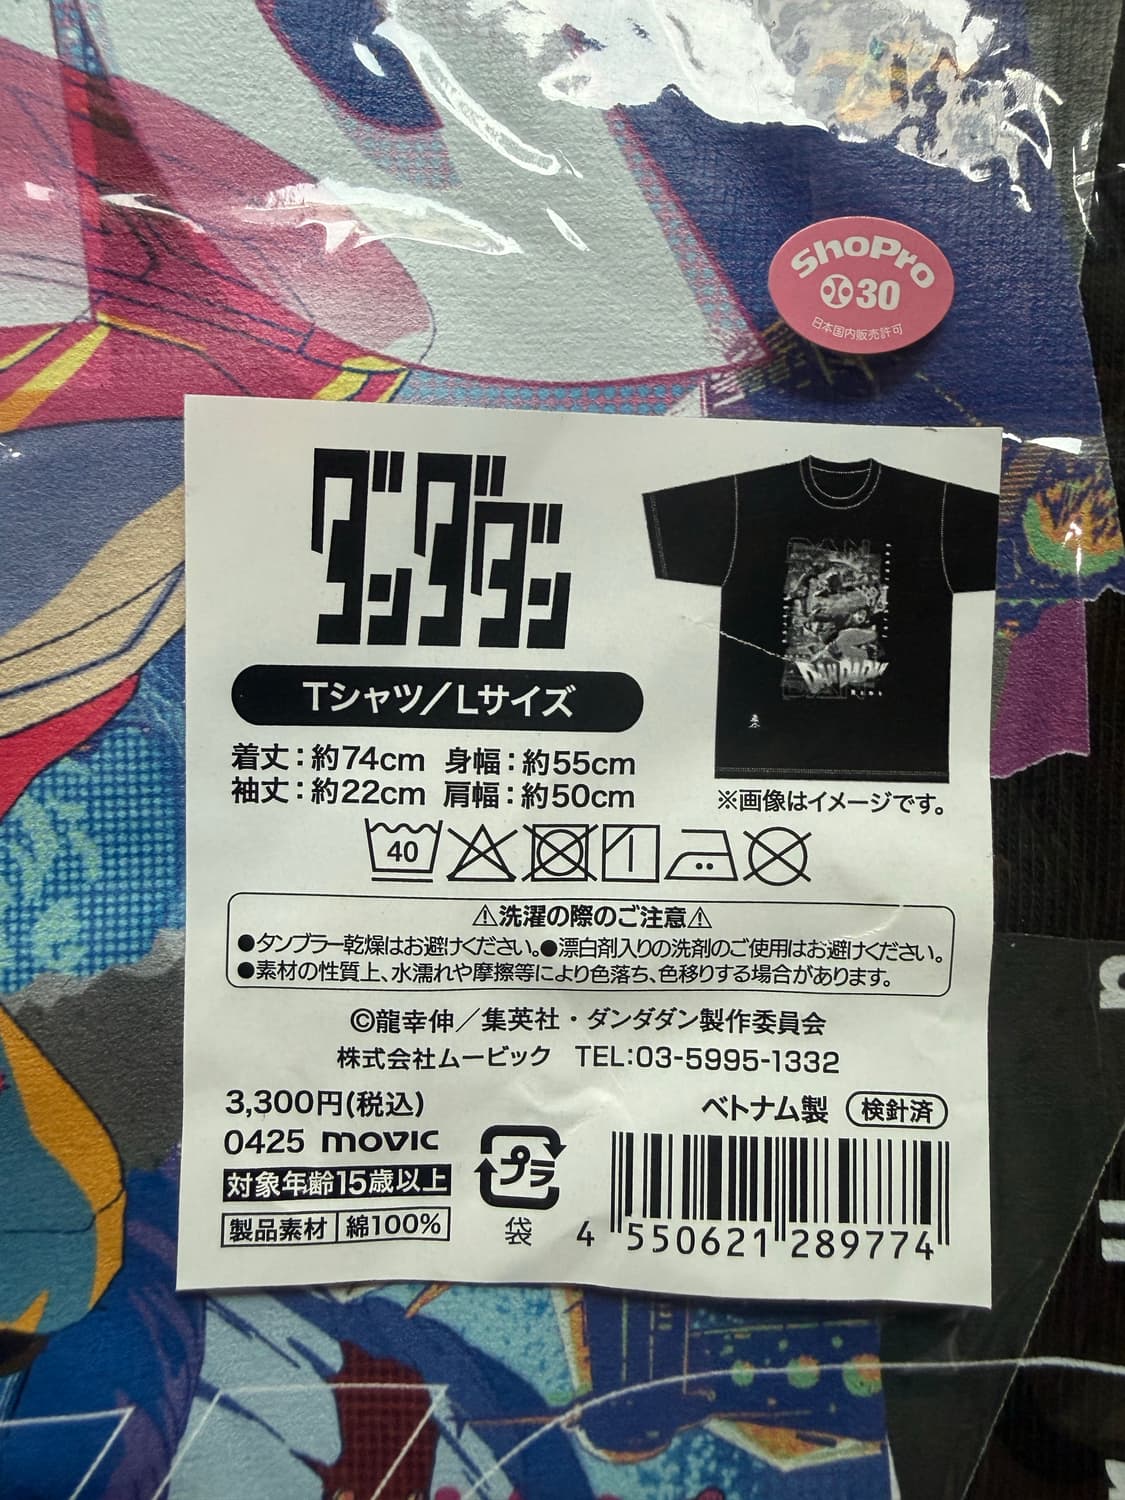 ShoPro
30
日本国内販売許可
ダンダダン
Tシャツ／Lサイズ
着丈：約74cm 身幅：約55cm
袖丈：約22cm 肩幅：約50cm
※画像はイメージです。
40
⚠洗濯の際のご注意⚠
●タンブラー乾燥はお避けください。●漂白剤入りの洗剤のご使用はお避けください。
●素材の性質上、水濡れや摩擦等により色落ち、色移りする場合があります。
©龍幸伸／集英社・ダンダダン製作委員会
株式会社ムービック TEL:03-5995-1332
3,300円(税込)
ベトナム製 検針済
0425 movic
対象年齢15歳以上
製品素材 綿100%
プラ
袋
4 550621 289774